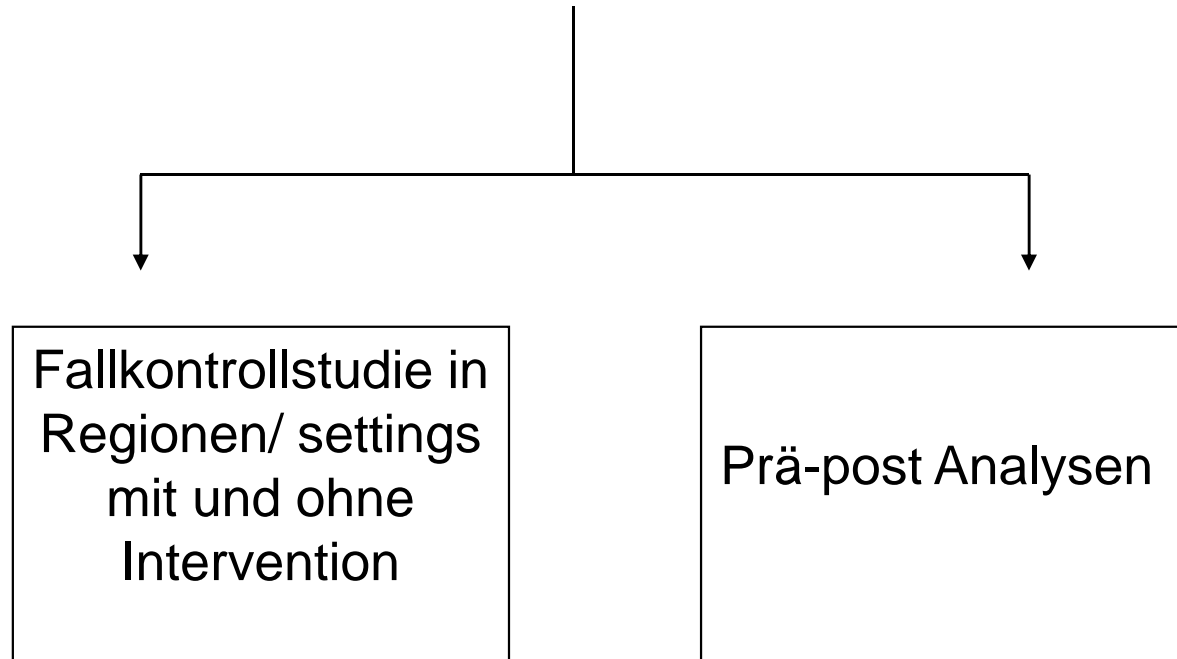 Fallkontrollstudie in
Regionen/ settings
mit und ohne
Intervention
Prä-post Analysen